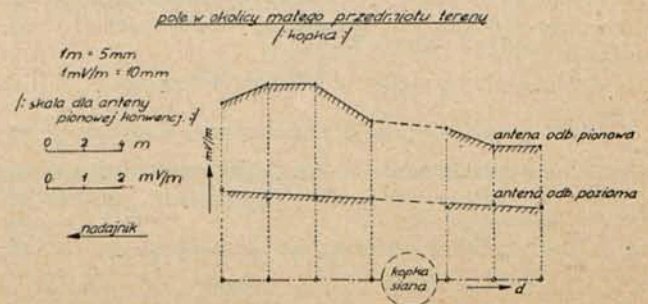 pole w okolicy małego przedmiotu tereny
/: kopka :/
1m = 5mm
1mV/m = 10mm
/: skala dla anteny
pionowej konwencj. :/
0 2 4 m
0 1 2 mV/m
nadajnik
mV/m
antena odb. pionowa
antena odb. pozioma
kopka
siana
d